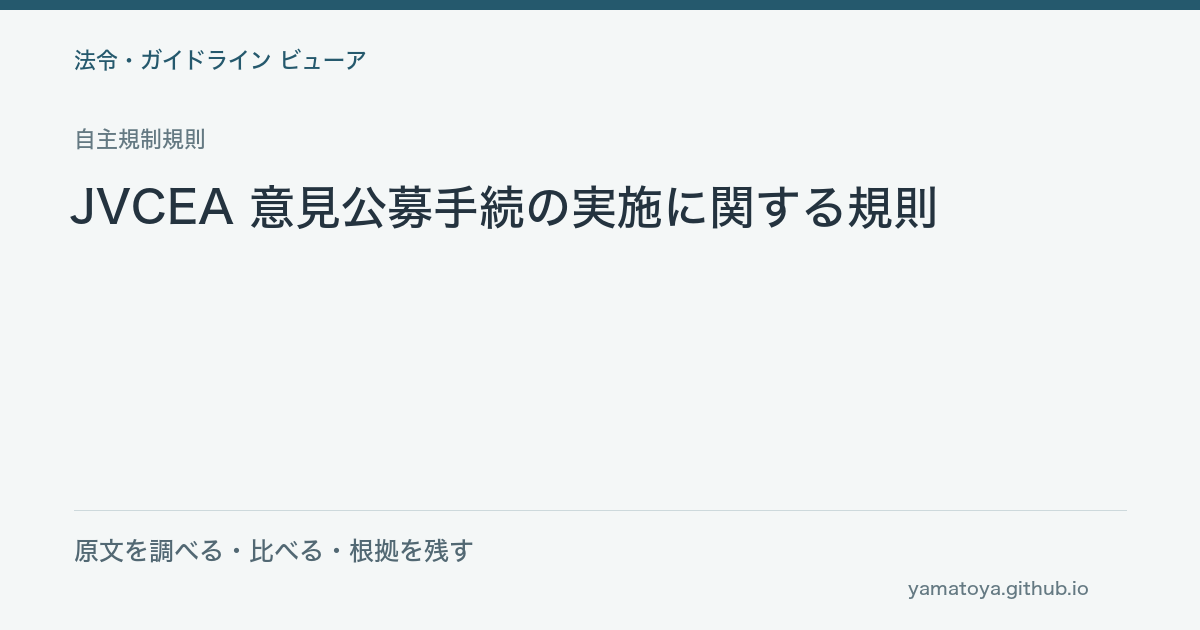 法令・ガイドライン ビューア
自主規制規則
JVCEA 意見公募手続の実施に関する規則
原文を調べる・比べる・根拠を残す
yamatoya.github.io